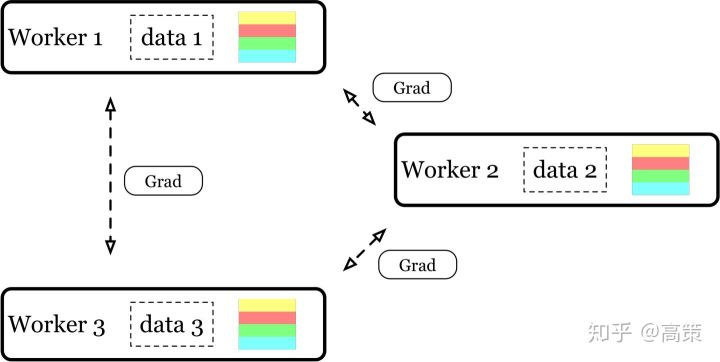 Worker 1
data 1
Grad
Worker 2
data 2
Grad
Grad
Worker 3
data 3
知乎 @高策